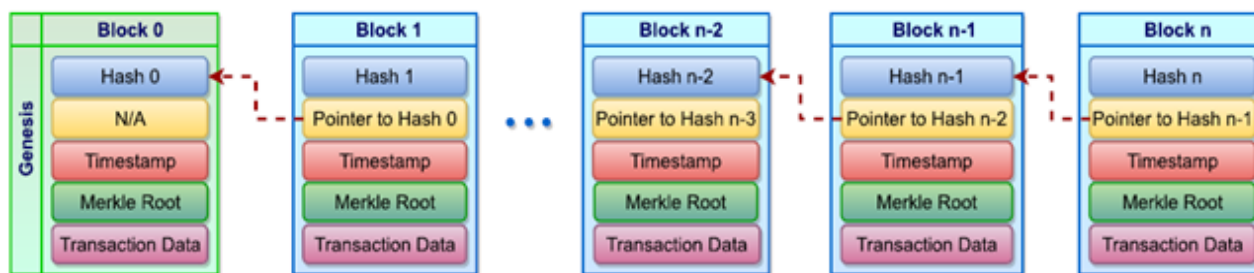 Block 0
Block 1
Block n-2
Block n-1
Block n
Genesis
Hash 0
Hash 1
Hash n-2
Hash n-1
Hash n
N/A
Pointer to Hash 0
Pointer to Hash n-3
Pointer to Hash n-2
Pointer to Hash n-1
Timestamp
Timestamp
Timestamp
Timestamp
Timestamp
Merkle Root
Merkle Root
Merkle Root
Merkle Root
Merkle Root
Transaction Data
Transaction Data
Transaction Data
Transaction Data
Transaction Data